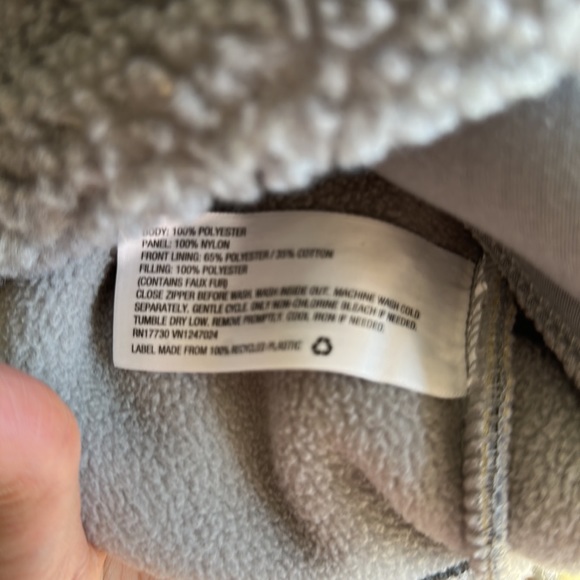 BODY: 100% POLYESTER
PANEL: 100% NYLON
FRONT LINING: 65% POLYESTER / 35% COTTON
FILLING: 100% POLYESTER
(CONTAINS FAUX FUR)
CLOSE ZIPPER BEFORE WASH. WASH INSIDE OUT. MACHINE WASH COLD
SEPARATELY. GENTLE CYCLE. ONLY NON-CHLORINE BLEACH IF NEEDED.
TUMBLE DRY LOW. REMOVE PROMPTLY. COOL IRON IF NEEDED.
RN17730 VN1247024
LABEL MADE FROM 100% RECYCLED PLASTIC